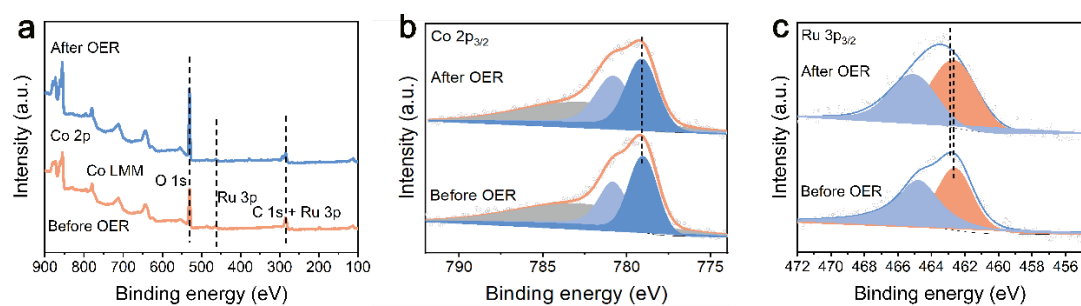 a
After OER
Co 2p
Co LMM
O 1s
Ru 3p
C 1s + Ru 3p
Before OER
Intensity (a.u.)
900 800 700 600 500 400 300 200 100
Binding energy (eV)
b
Co 2p3/2
After OER
Before OER
Intensity (a.u.)
790 785 780 775
Binding energy (eV)
c
Ru 3p3/2
After OER
Before OER
Intensity (a.u.)
472 470 468 466 464 462 460 458 456
Binding energy (eV)